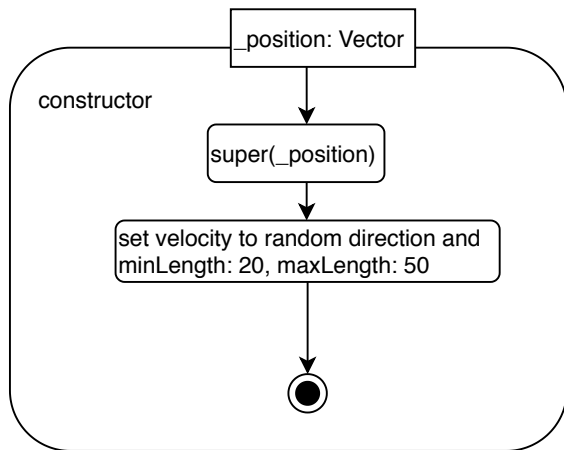 _position: Vector
constructor
super(_position)
set velocity to random direction and
minLength: 20, maxLength: 50